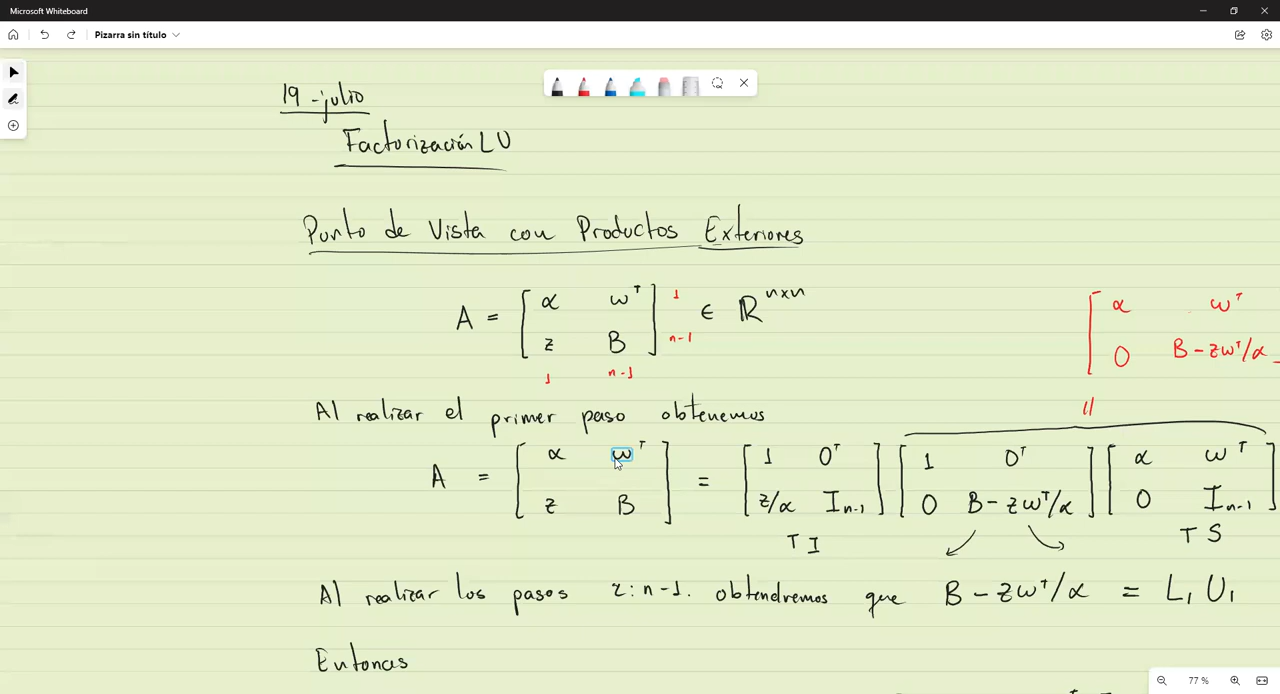 Microsoft Whiteboard
Pizarra sin título
19 - julio
Factorización LU
Punto de Vista con Productos Exteriores
A = [ α wᵀ ; z B ] 1 n-1 ∈ ℝⁿˣⁿ
1 n-1
[ α wᵀ ; 0 B - zwᵀ/α ]
Al realizar el primer paso obtenemos
A = [ α wᵀ ; z B ] = [ 1 0ᵀ ; z/α Iₙ₋₁ ] [ 1 0ᵀ ; 0 B - zwᵀ/α ] [ α wᵀ ; 0 Iₙ₋₁ ]
T I T S
Al realizar los pasos 2:n-1. obtendremos que B - zwᵀ/α = L₁ U₁
Entonces
77 %